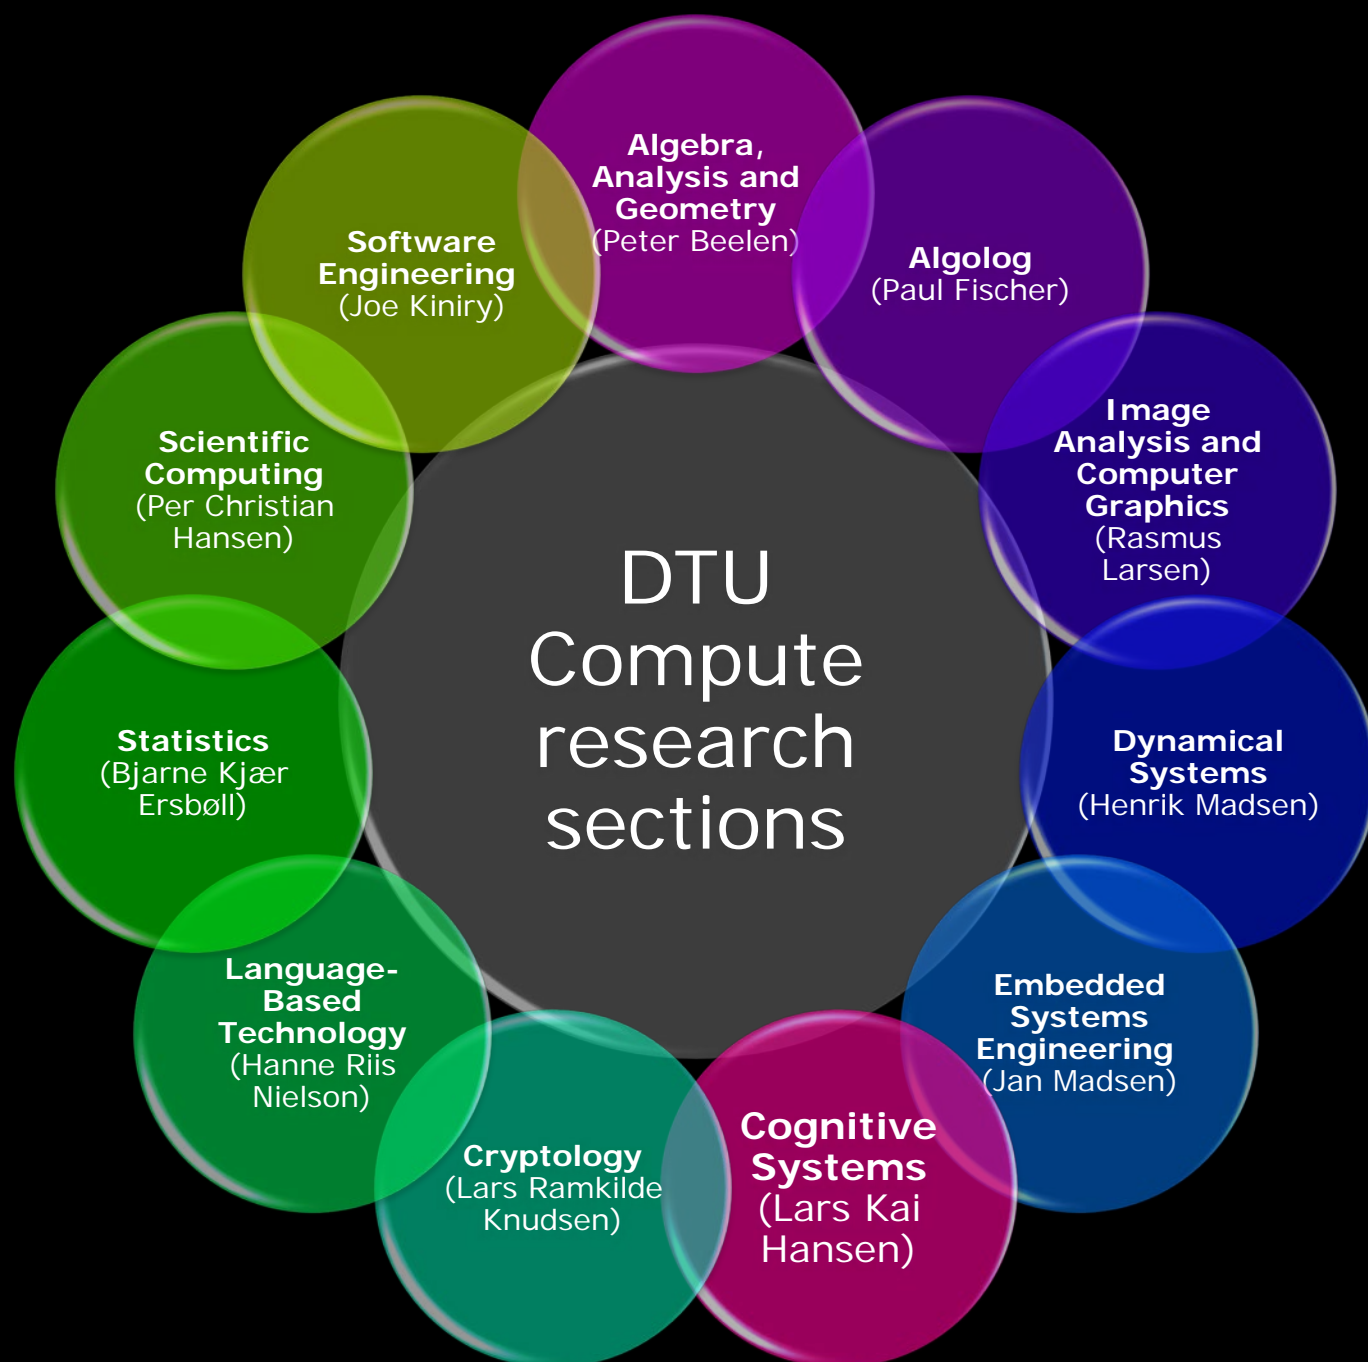 Algebra,
Analysis and
Geometry
(Peter Beelen)
Algolog
(Paul Fischer)
Image
Analysis and
Computer
Graphics
(Rasmus
Larsen)
Dynamical
Systems
(Henrik Madsen)
Embedded
Systems
Engineering
(Jan Madsen)
Cognitive
Systems
(Lars Kai
Hansen)
Cryptology
(Lars Ramkilde
Knudsen)
Language-
Based
Technology
(Hanne Riis
Nielson)
Statistics
(Bjarne Kjær
Ersbøll)
Scientific
Computing
(Per Christian
Hansen)
Software
Engineering
(Joe Kiniry)
DTU
Compute
research
sections